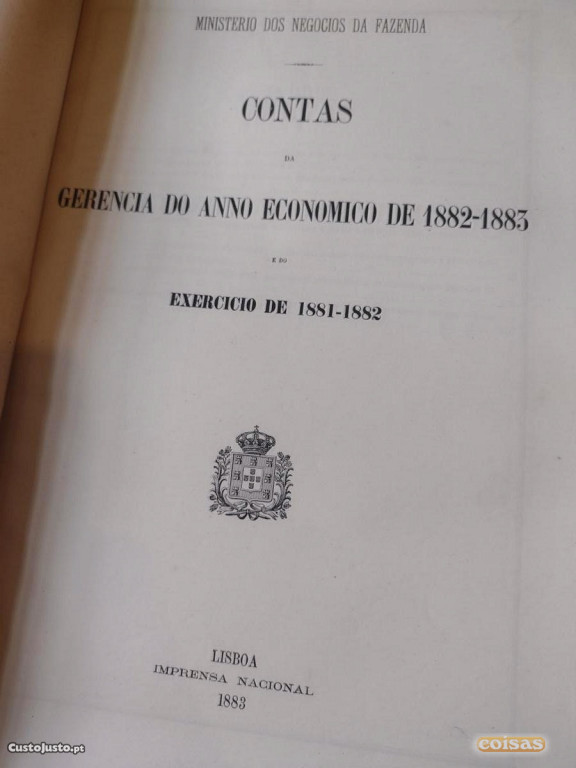 MINISTERIO DOS NEGOCIOS DA FAZENDA
CONTAS
DA
GERENCIA DO ANNO ECONOMICO DE 1882-1883
E DO
EXERCICIO DE 1881-1882
LISBOA
IMPRENSA NACIONAL
1883
CustoJusto.pt
coisas